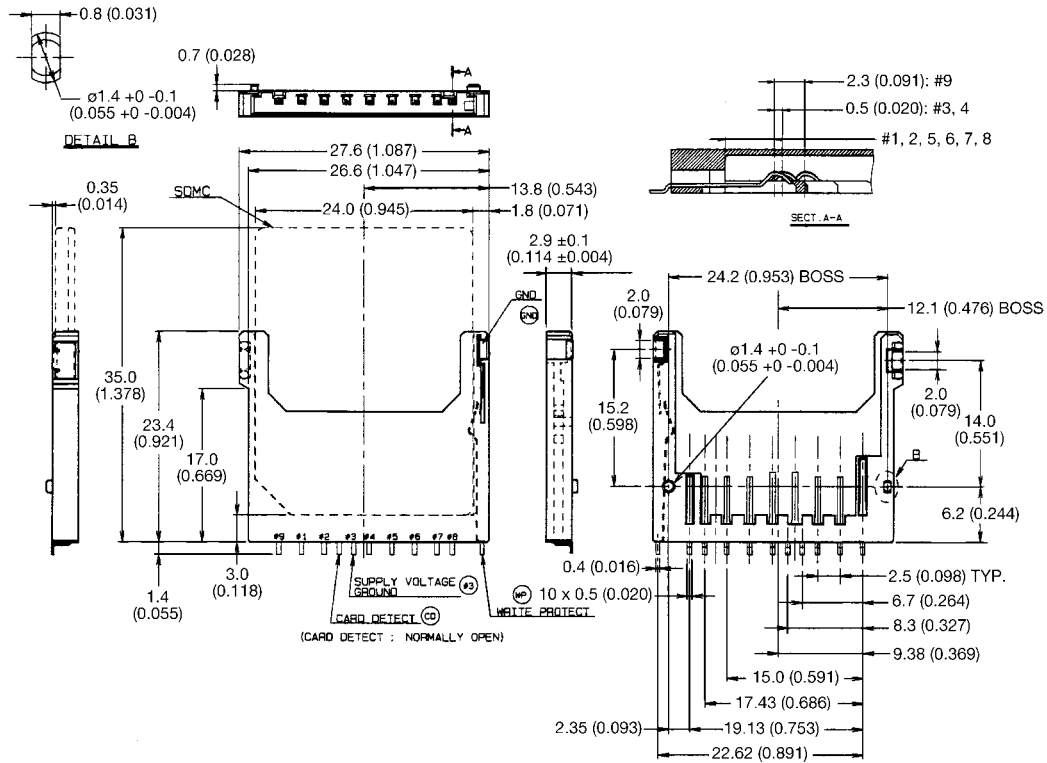 0.8 (0.031)
ø1.4 +0 -0.1
(0.055 +0 -0.004)
DETAIL B
0.7 (0.028)
A
A
2.3 (0.091): #9
0.5 (0.020): #3, 4
#1, 2, 5, 6, 7, 8
SECT.A-A
27.6 (1.087)
26.6 (1.047)
13.8 (0.543)
SDMC
24.0 (0.945)
1.8 (0.071)
0.35
(0.014)
2.9 ±0.1
(0.114 ±0.004)
GND
GND
35.0
(1.378)
23.4
(0.921)
17.0
(0.669)
#9 #1 #2 #3 #4 #5 #6 #7 #8
3.0
(0.118)
1.4
(0.055)
SUPPLY VOLTAGE
GROUND
#3
CARD DETECT
CD
WP
WRITE PROTECT
(CARD DETECT : NORMALLY OPEN)
24.2 (0.953) BOSS
12.1 (0.476) BOSS
2.0
(0.079)
ø1.4 +0 -0.1
(0.055 +0 -0.004)
2.0
(0.079)
15.2
(0.598)
14.0
(0.551)
B
6.2 (0.244)
0.4 (0.016)
10 x 0.5 (0.020)
2.5 (0.098) TYP.
6.7 (0.264)
8.3 (0.327)
9.38 (0.369)
15.0 (0.591)
17.43 (0.686)
2.35 (0.093)
19.13 (0.753)
22.62 (0.891)